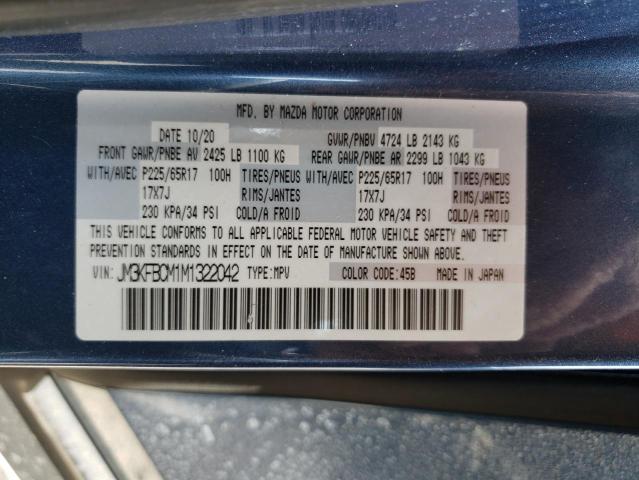 MFD. BY MAZDA MOTOR CORPORATION
DATE 10/20 GVWR/PNBV 4724 LB 2143 KG
FRONT GAWR/PNBE AV 2425 LB 1100 KG REAR GAWR/PNBE AR 2299 LB 1043 KG
WITH/AVEC P225/65R17 100H TIRES/PNEUS WITH/AVEC P225/65R17 100H TIRES/PNEUS
17X7J RIMS/JANTES 17X7J RIMS/JANTES
230 KPA/34 PSI COLD/A FROID 230 KPA/34 PSI COLD/A FROID
THIS VEHICLE CONFORMS TO ALL APPLICABLE FEDERAL MOTOR VEHICLE SAFETY AND THEFT
PREVENTION STANDARDS IN EFFECT ON THE DATE OF MANUFACTURE SHOWN ABOVE.
VIN: JM3KFBCM1M1322042 TYPE:MPV COLOR CODE:45B MADE IN JAPAN